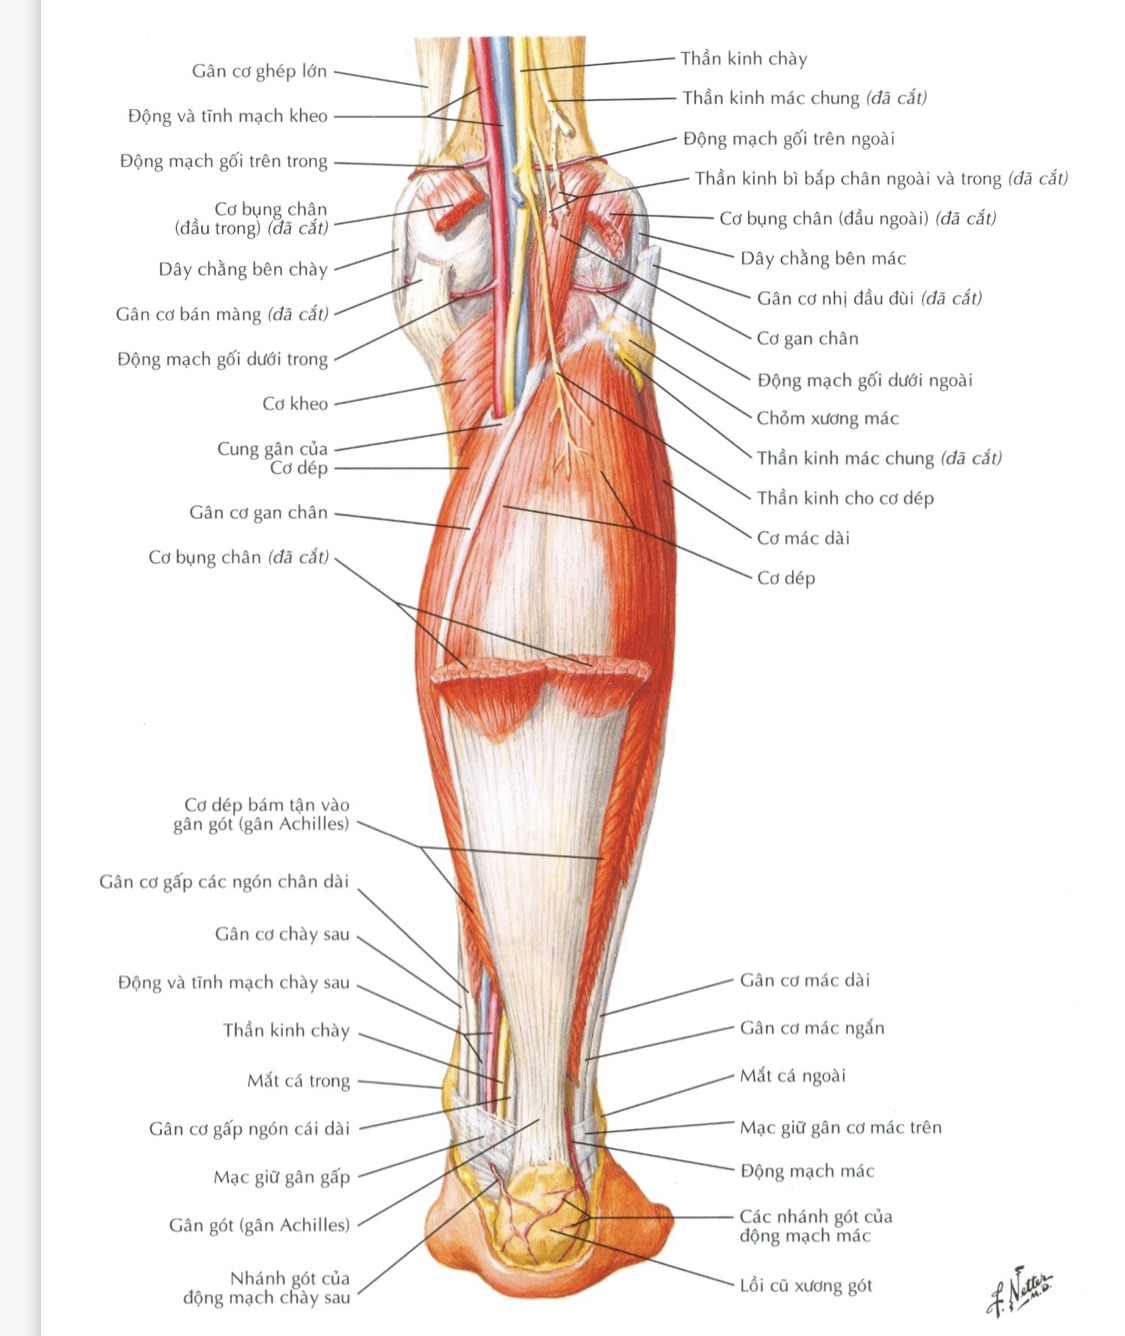 Gân cơ ghép lớn
Động và tĩnh mạch kheo
Động mạch gối trên trong
Cơ bụng chân
(đầu trong) (đã cắt)
Dây chằng bên chày
Gân cơ bán màng (đã cắt)
Động mạch gối dưới trong
Cơ kheo
Cung gân của
Cơ dép
Gân cơ gan chân
Cơ bụng chân (đã cắt)
Cơ dép bám tận vào
gân gót (gân Achilles)
Gân cơ gấp các ngón chân dài
Gân cơ chày sau
Động và tĩnh mạch chày sau
Thần kinh chày
Mắt cá trong
Gân cơ gấp ngón cái dài
Mạc giữ gân gấp
Gân gót (gân Achilles)
Nhánh gót của
động mạch chày sau
Thần kinh chày
Thần kinh mác chung (đã cắt)
Động mạch gối trên ngoài
Thần kinh bì bắp chân ngoài và trong (đã cắt)
Cơ bụng chân (đầu ngoài) (đã cắt)
Dây chằng bên mác
Gân cơ nhị đầu đùi (đã cắt)
Cơ gan chân
Động mạch gối dưới ngoài
Chỏm xương mác
Thần kinh mác chung (đã cắt)
Thần kinh cho cơ dép
Cơ mác dài
Cơ dép
Gân cơ mác dài
Gân cơ mác ngắn
Mắt cá ngoài
Mạc giữ gân cơ mác trên
Động mạch mác
Các nhánh gót của
động mạch mác
Lồi cũ xương gót
F. Netter
M.D.